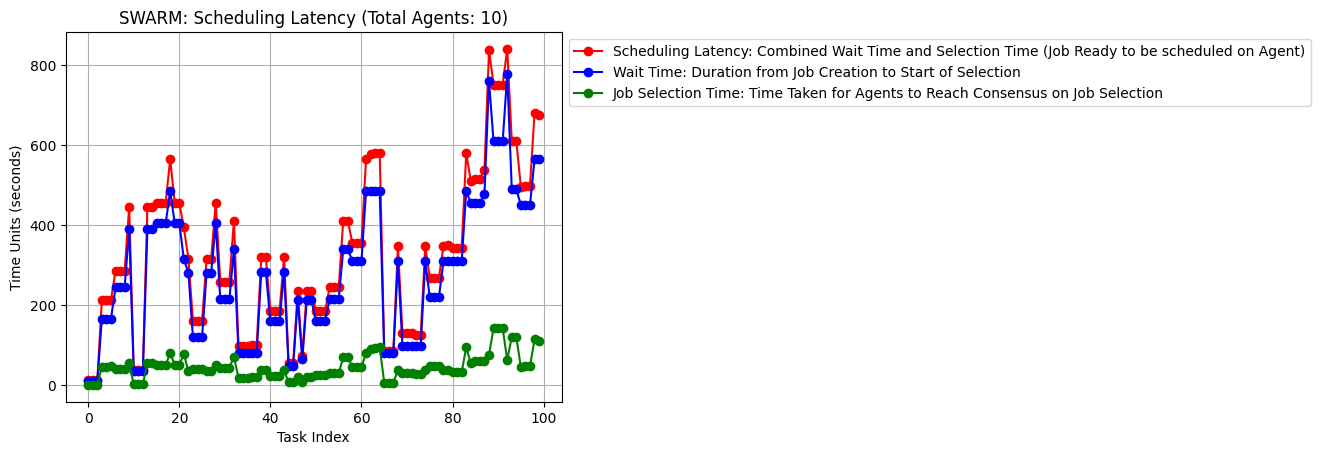 SWARM: Scheduling Latency (Total Agents: 10)
Scheduling Latency: Combined Wait Time and Selection Time (Job Ready to be scheduled on Agent)
Wait Time: Duration from Job Creation to Start of Selection
Job Selection Time: Time Taken for Agents to Reach Consensus on Job Selection
Time Units (seconds)
800
600
400
200
0
0 20 40 60 80 100
Task Index